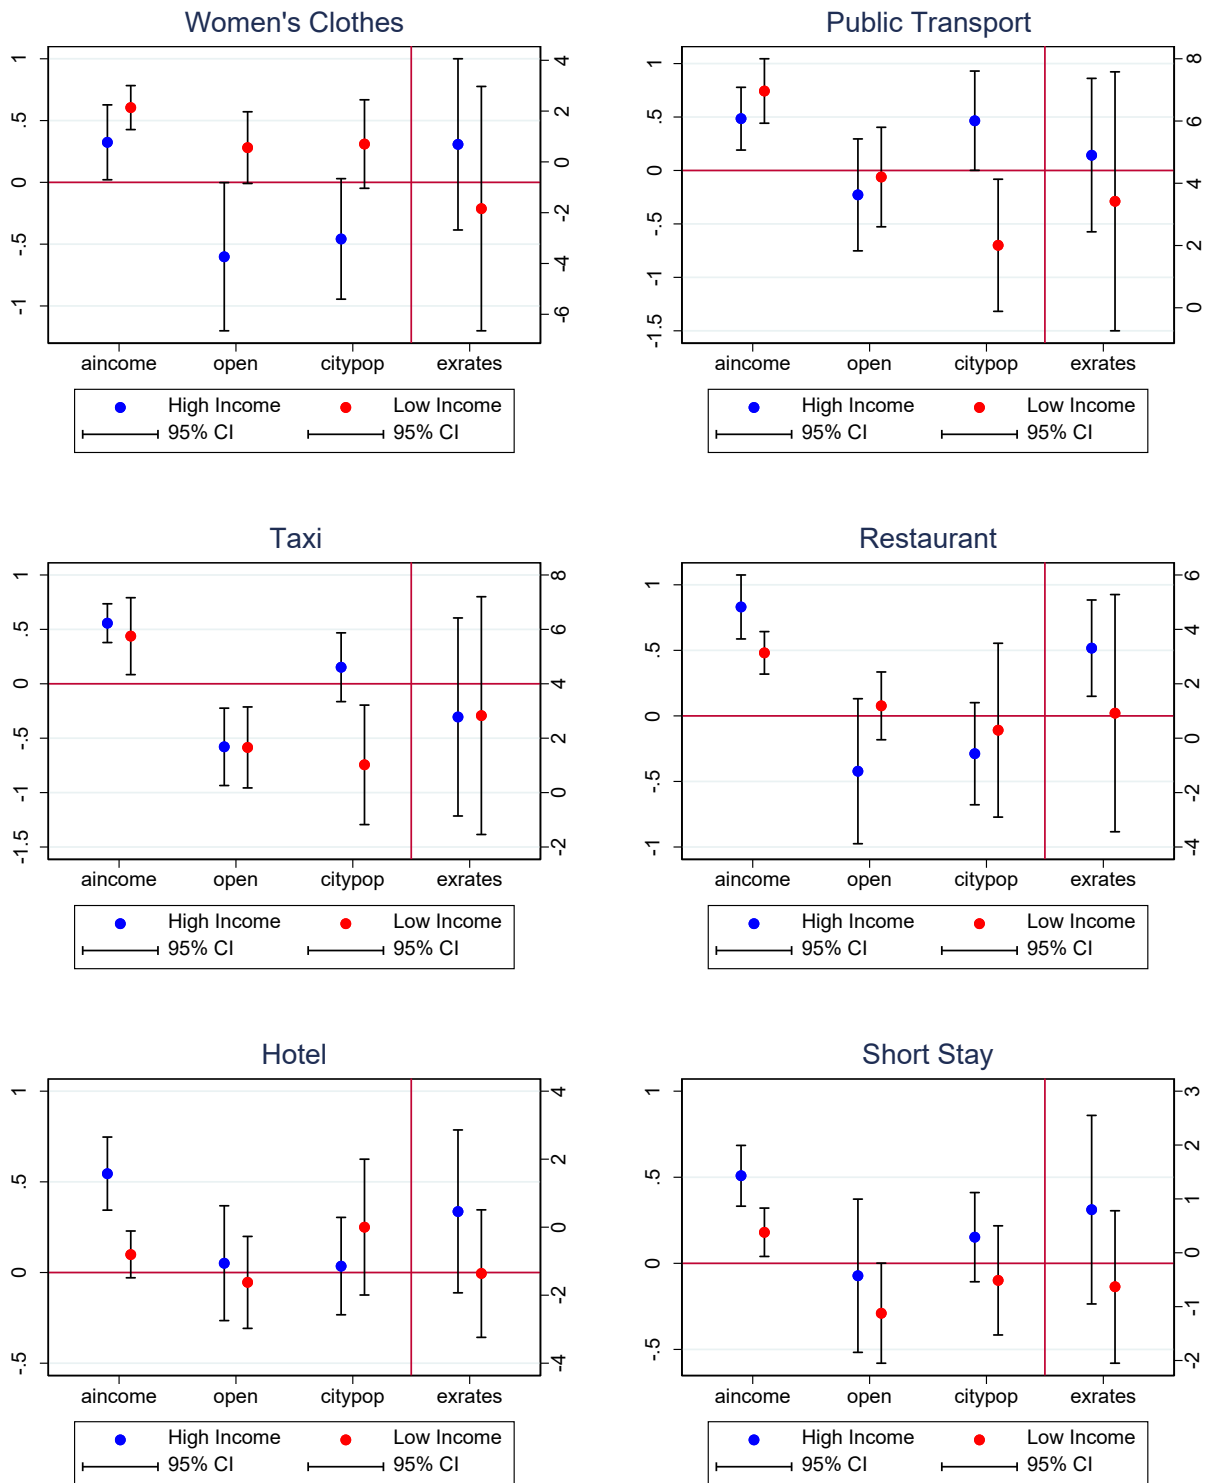 Women's Clothes
1
.5
0
-.5
-1
4
2
0
-2
-4
-6
aincome open citypop exrates
High Income Low Income
95% CI 95% CI
Public Transport
1
.5
0
-.5
-1
-1.5
8
6
4
2
0
aincome open citypop exrates
High Income Low Income
95% CI 95% CI
Taxi
1
.5
0
-.5
-1
-1.5
8
6
4
2
0
-2
aincome open citypop exrates
High Income Low Income
95% CI 95% CI
Restaurant
1
.5
0
-.5
-1
6
4
2
0
-2
-4
aincome open citypop exrates
High Income Low Income
95% CI 95% CI
Hotel
1
.5
0
-.5
4
2
0
-2
-4
aincome open citypop exrates
High Income Low Income
95% CI 95% CI
Short Stay
1
.5
0
-.5
3
2
1
0
-1
-2
aincome open citypop exrates
High Income Low Income
95% CI 95% CI